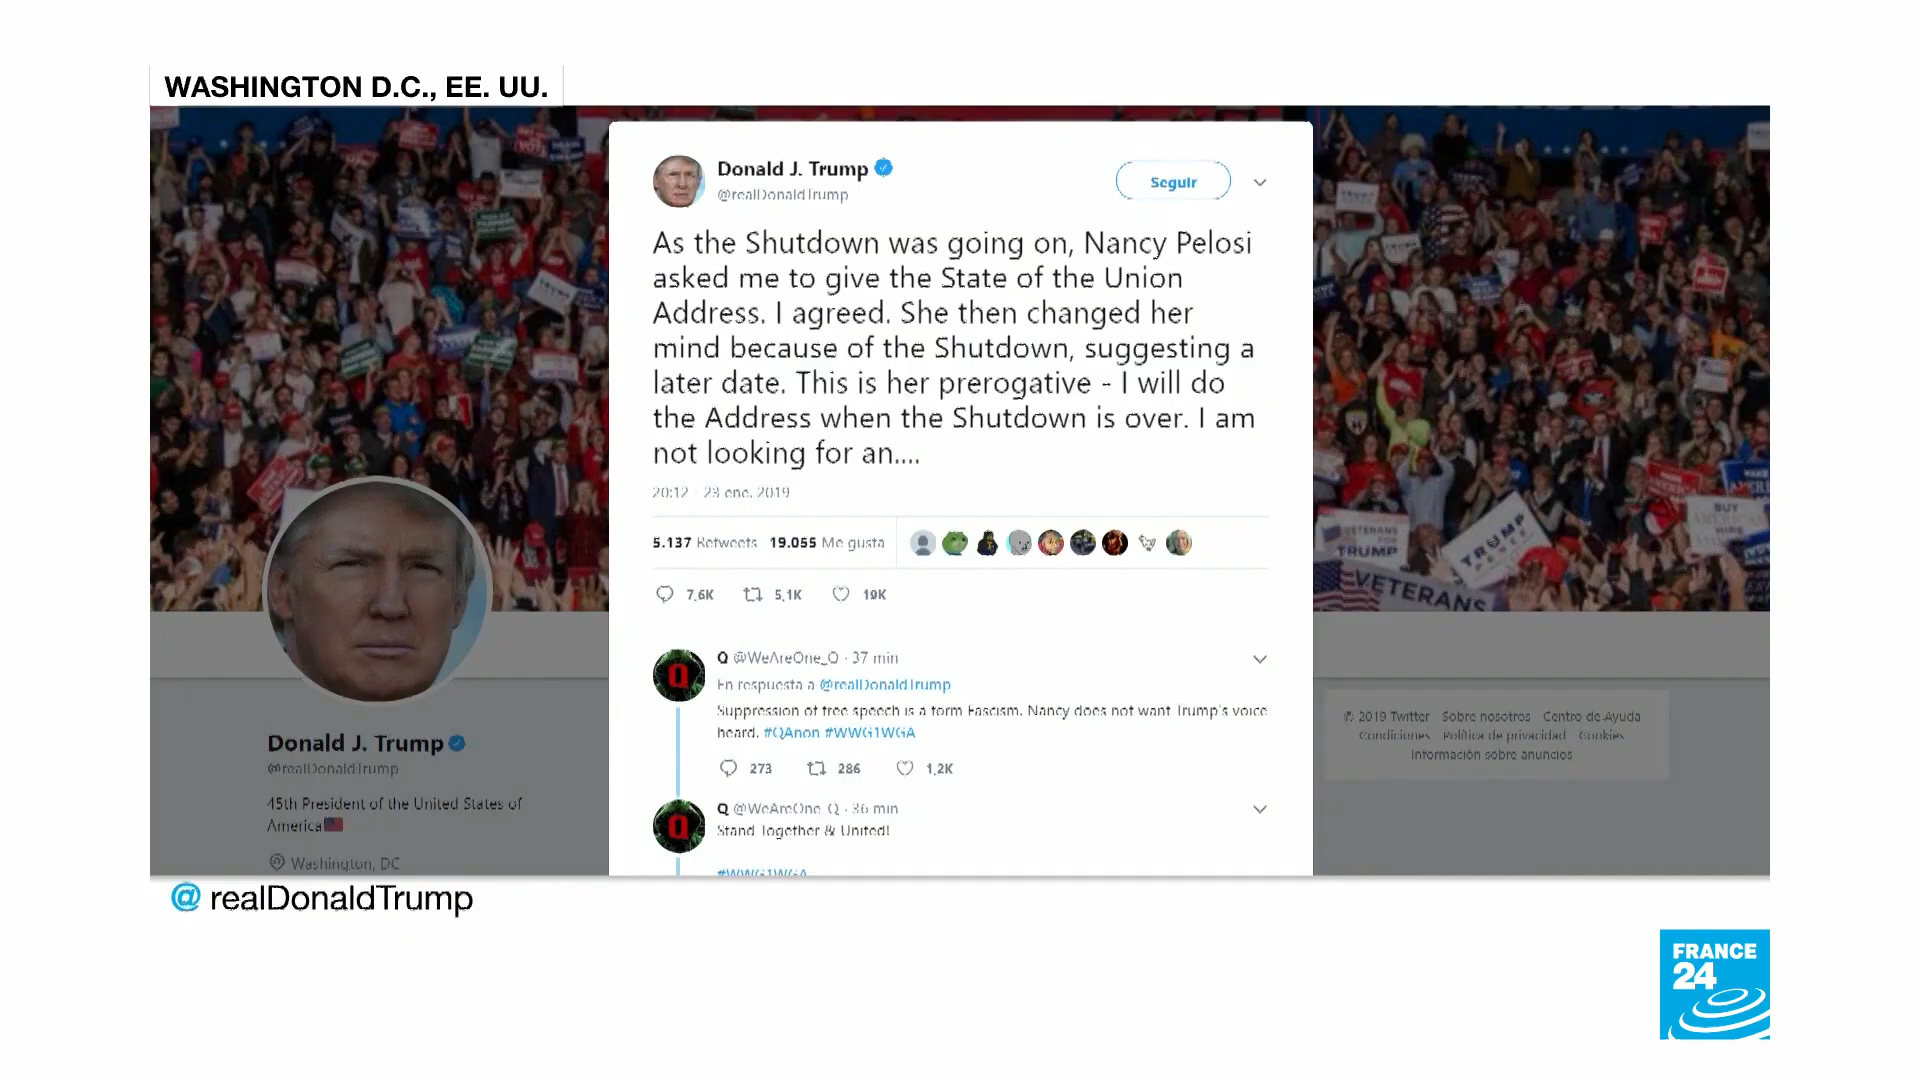 WASHINGTON D.C., EE. UU.
Donald J. Trump
@realDonaldTrump
Seguir
As the Shutdown was going on, Nancy Pelosi
asked me to give the State of the Union
Address. I agreed. She then changed her
mind because of the Shutdown, suggesting a
later date. This is her prerogative - I will do
the Address when the Shutdown is over. I am
not looking for an....
20:12 - 23 ene. 2019
5.137 Retweets 19.055 Me gusta
7,6K 5,1K 19K
Q @WeAreOne_Q · 37 min
En respuesta a @realDonaldTrump
Suppression of free speech is a form Fascism. Nancy does not want Trump's voice
heard. #QAnon #WWG1WGA
273 286 1,2K
Q @WeAreOne_Q · 36 min
Stand Together & United!
#WWG1WGA
Donald J. Trump
@realDonaldTrump
45th President of the United States of
America
Washington, DC
© 2019 Twitter Sobre nosotros Centro de Ayuda
Condiciones Política de privacidad Cookies
Información sobre anuncios
TRUMP
VETERANS
TRUMP
VETERANS
BUY
@ realDonaldTrump
FRANCE
24